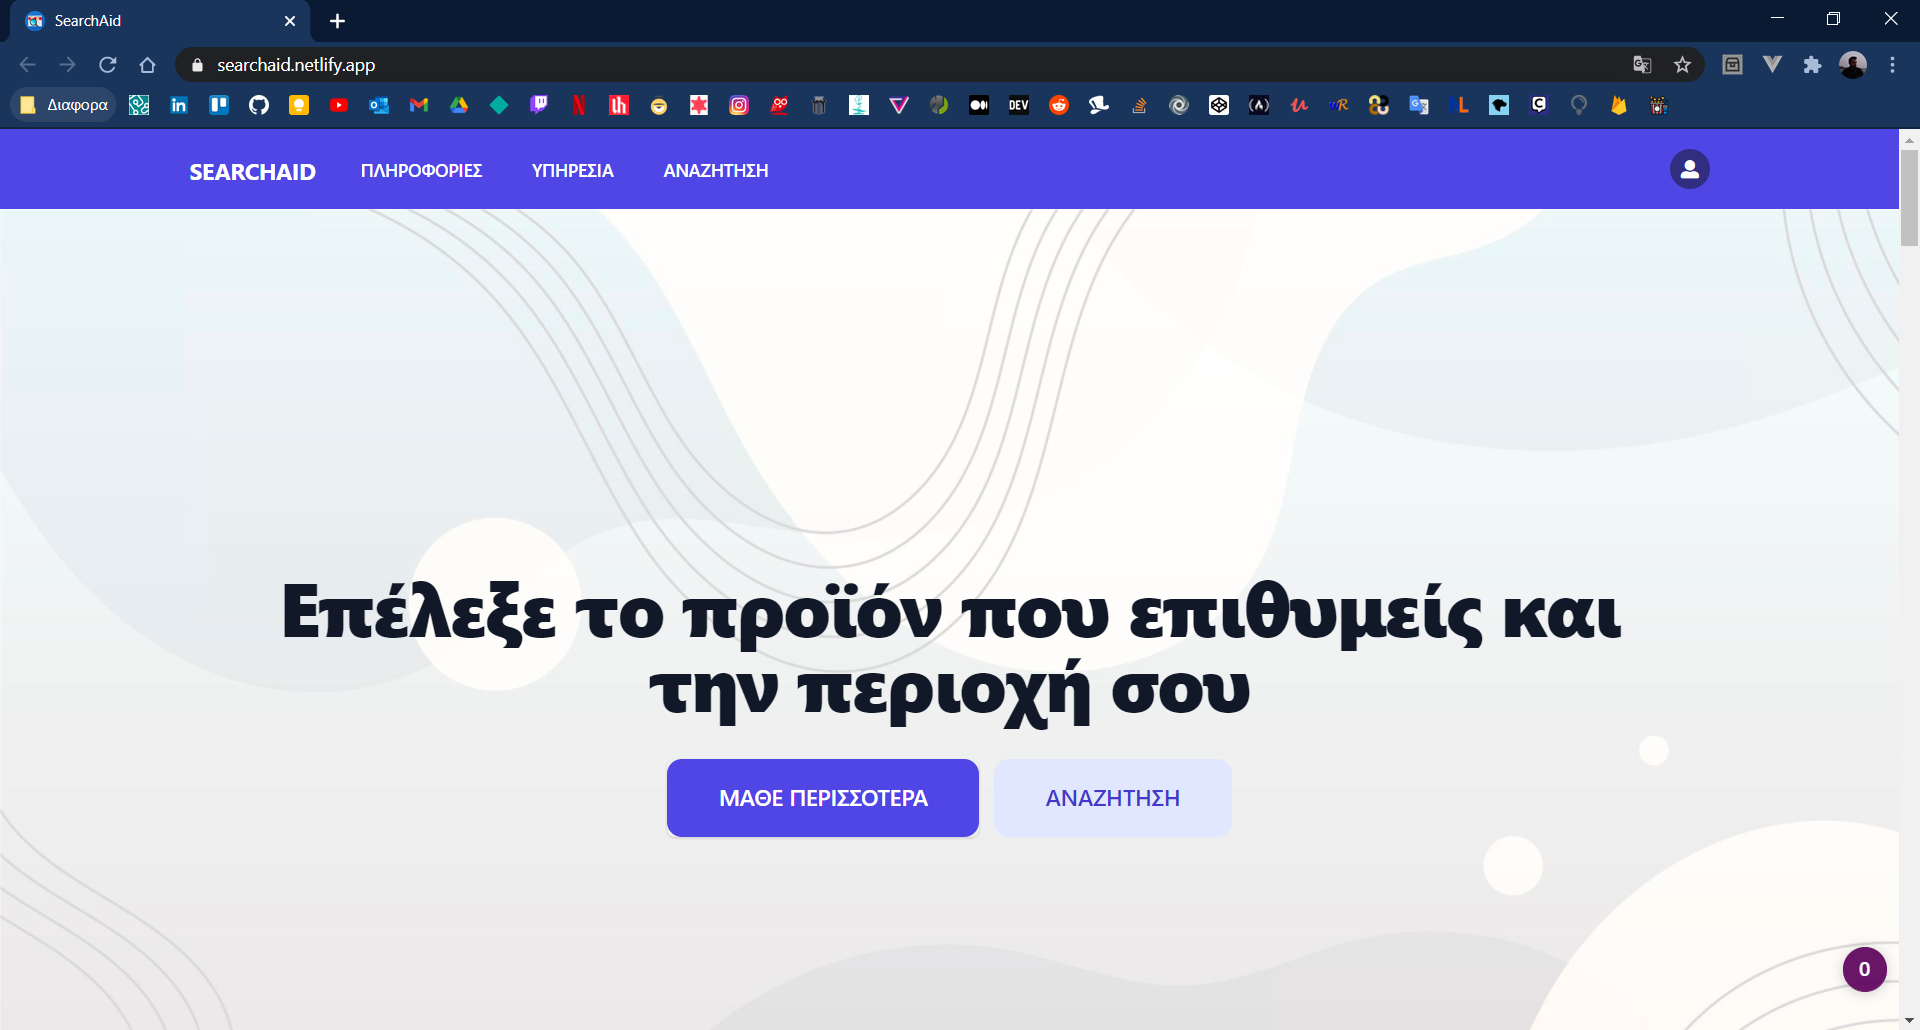 SearchAid
searchaid.netlify.app
Διαφορα
SEARCHAID ΠΛΗΡΟΦΟΡΙΕΣ ΥΠΗΡΕΣΙΑ ΑΝΑΖΗΤΗΣΗ
Επέλεξε το προϊόν που επιθυμείς και
την περιοχή σου
ΜΑΘΕ ΠΕΡΙΣΣΟΤΕΡΑ ΑΝΑΖΗΤΗΣΗ
0